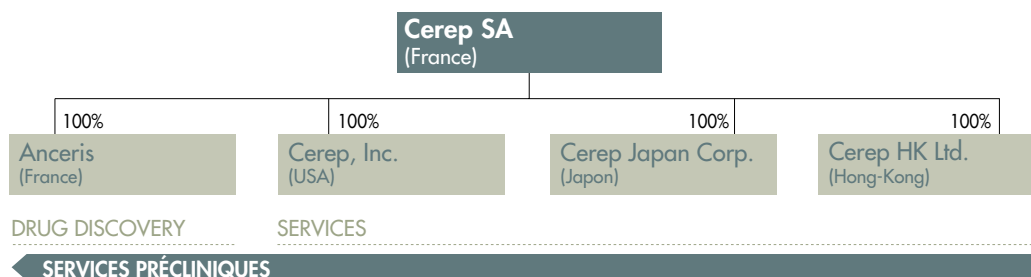 Cerep SA
(France)
100% 100% 100% 100%
Anceris
(France)
Cerep, Inc.
(USA)
Cerep Japan Corp.
(Japon)
Cerep HK Ltd.
(Hong-Kong)
DRUG DISCOVERY
SERVICES
SERVICES PRÉCLINIQUES